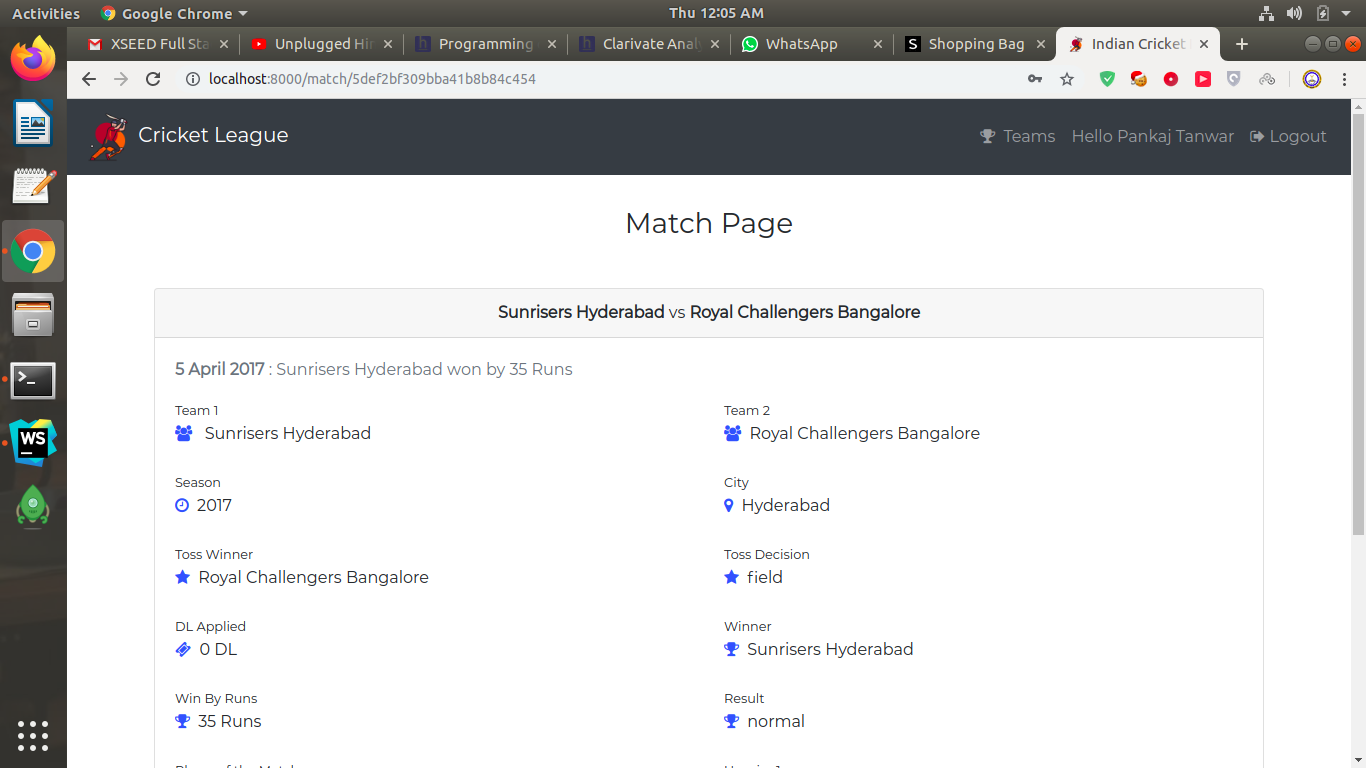 Activities Google Chrome Thu 12:05 AM
XSEED Full Sta Unplugged Hin Programming Clarivate Anal WhatsApp Shopping Bag Indian Cricket
localhost:8000/match/5def2bf309bba41b8b84c454
Cricket League Teams Hello Pankaj Tanwar Logout
Match Page
Sunrisers Hyderabad vs Royal Challengers Bangalore
5 April 2017 : Sunrisers Hyderabad won by 35 Runs
Team 1 Team 2
Sunrisers Hyderabad Royal Challengers Bangalore
Season City
2017 Hyderabad
Toss Winner Toss Decision
Royal Challengers Bangalore field
DL Applied Winner
0 DL Sunrisers Hyderabad
Win By Runs Result
35 Runs normal
WS